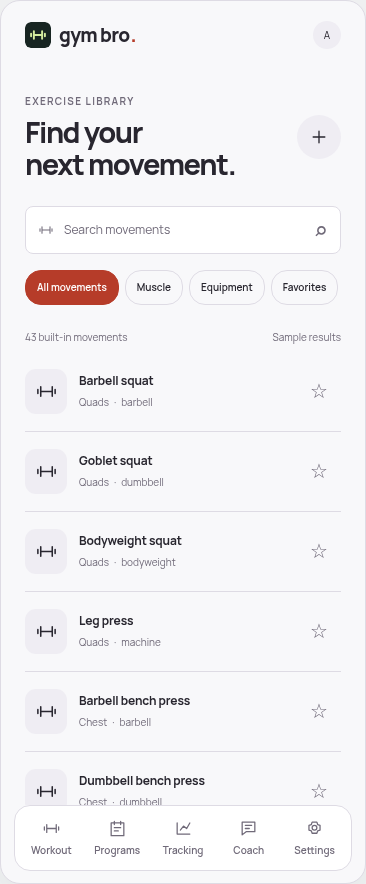 gym bro.
A
EXERCISE LIBRARY
Find your
next movement.
Search movements
All movements
Muscle
Equipment
Favorites
43 built-in movements
Sample results
Barbell squat
Quads · barbell
Goblet squat
Quads · dumbbell
Bodyweight squat
Quads · bodyweight
Leg press
Quads · machine
Barbell bench press
Chest · barbell
Dumbbell bench press
Chest · dumbbell
Workout
Programs
Tracking
Coach
Settings